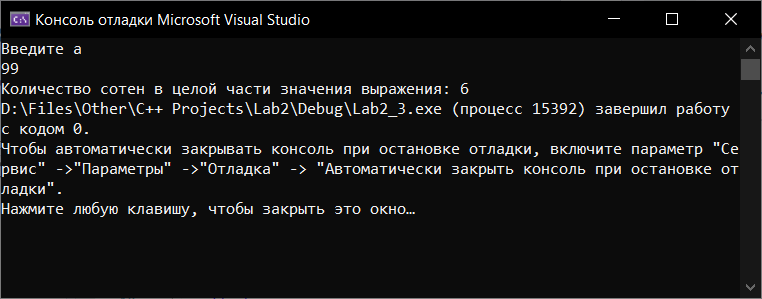 Консоль отладки Microsoft Visual Studio
Введите a
99
Количество сотен в целой части значения выражения: 6
D:\Files\Other\C++ Projects\Lab2\Debug\Lab2_3.exe (процесс 15392) завершил работу
с кодом 0.
Чтобы автоматически закрывать консоль при остановке отладки, включите параметр "Се
рвис" ->"Параметры" ->"Отладка" -> "Автоматически закрыть консоль при остановке от
ладки".
Нажмите любую клавишу, чтобы закрыть это окно…